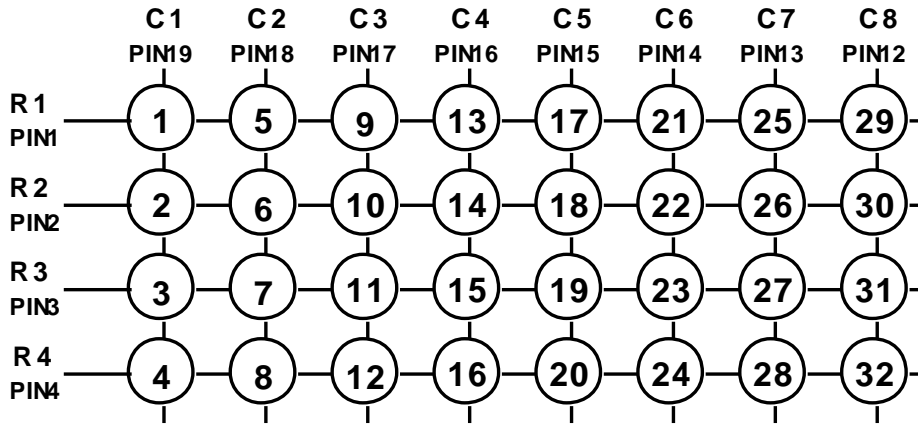 C1 C2 C3 C4 C5 C6 C7 C8
PIN19 PIN18 PIN17 PIN16 PIN15 PIN14 PIN13 PIN12
R1
1 5 9 13 17 21 25 29
PIN1
R2
2 6 10 14 18 22 26 30
PIN2
R3
3 7 11 15 19 23 27 31
PIN3
R4
4 8 12 16 20 24 28 32
PIN4